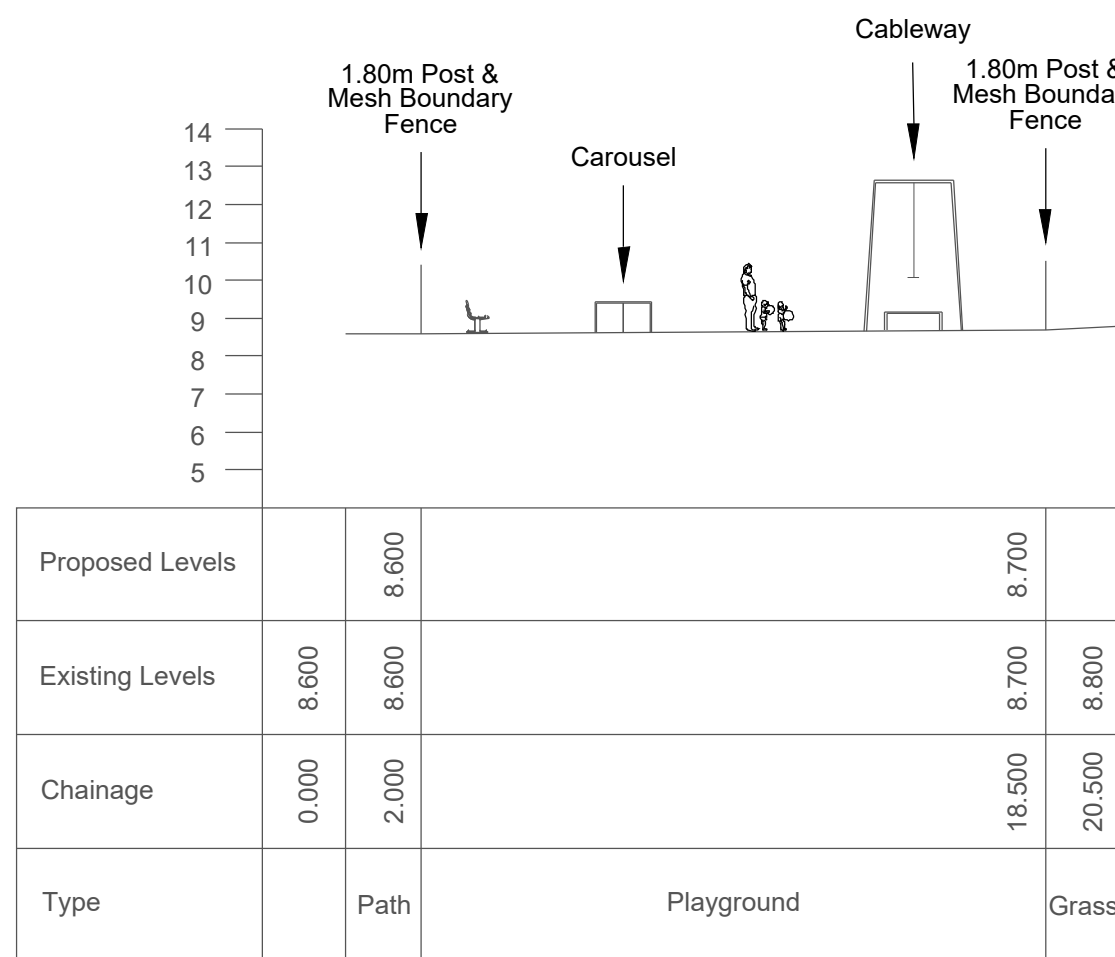 Cableway
1.80m Post &
Mesh Boundary
Fence
1.80m Post &
Mesh Bounda
Fence
Carousel
14
13
12
11
10
9
8
7
6
5
Proposed Levels
8.600
8.700
Existing Levels
8.600
8.600
8.700
8.800
Chainage
0.000
2.000
18.500
20.500
Type
Path
Playground
Grass